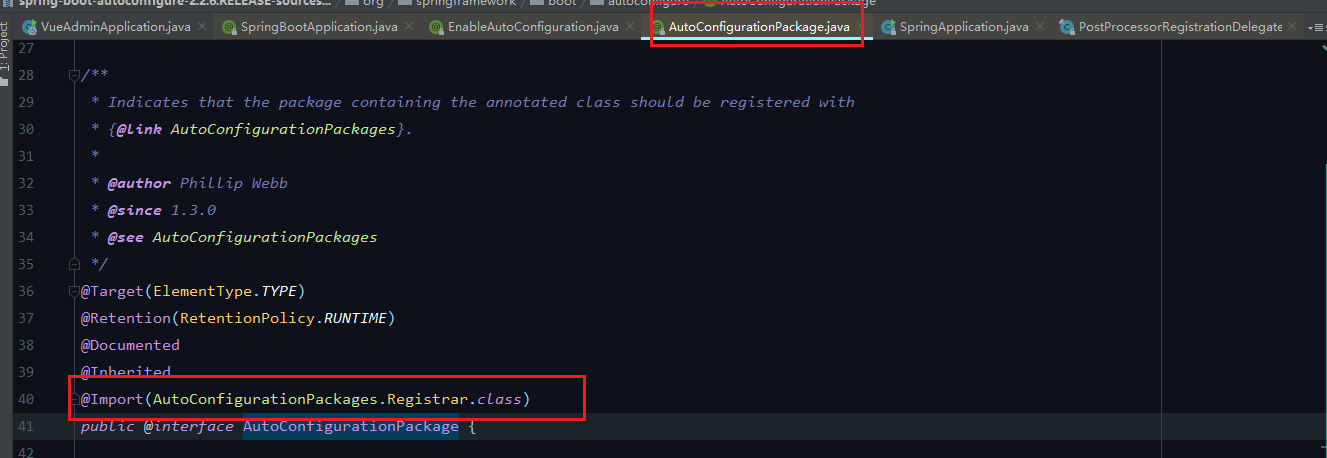 spring-boot-autoconfigure-2.2.6.RELEASE-sources... org springframework boot autoconfigure AutoConfigurationPackage
VueAdminApplication.java SpringBootApplication.java EnableAutoConfiguration.java AutoConfigurationPackage.java SpringApplication.java PostProcessorRegistrationDelegate
1: Project
27
28 /**
29 * Indicates that the package containing the annotated class should be registered with
30 * {@link AutoConfigurationPackages}.
31 *
32 * @author Phillip Webb
33 * @since 1.3.0
34 * @see AutoConfigurationPackages
35 */
36 @Target(ElementType.TYPE)
37 @Retention(RetentionPolicy.RUNTIME)
38 @Documented
39 @Inherited
40 @Import(AutoConfigurationPackages.Registrar.class)
41 public @interface AutoConfigurationPackage {
42